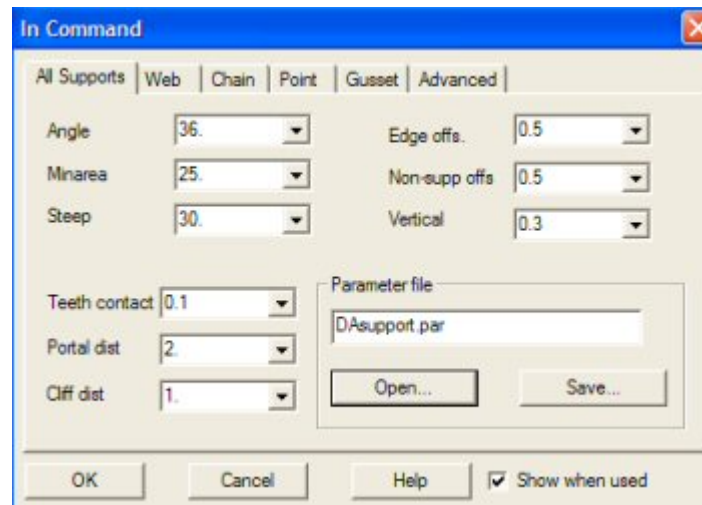 In Command
All Supports Web Chain Point Gusset Advanced
Angle 36. Edge offs. 0.5
Minarea 25. Non-supp offs 0.5
Steep 30. Vertical 0.3
Teeth contact 0.1
Portal dist 2.
Cliff dist 1.
Parameter file
DAsupport.par
Open... Save...
OK Cancel Help Show when used